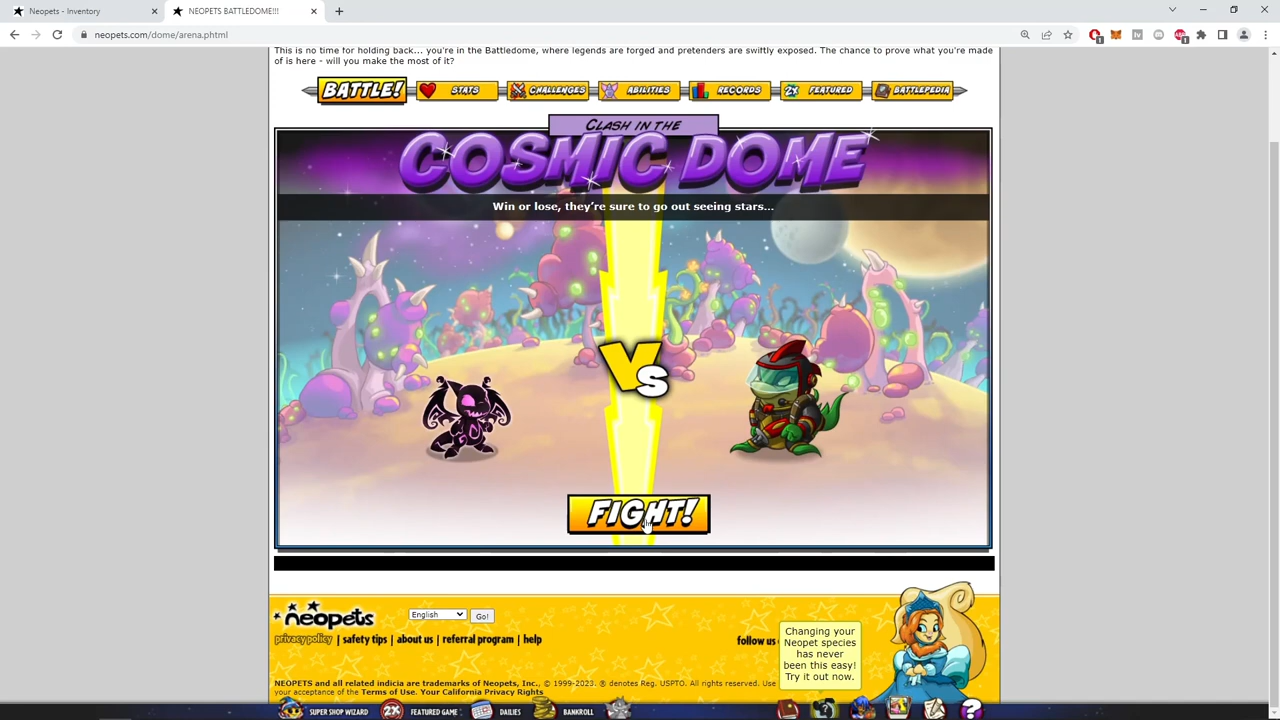 Neopets - Inventory
NEOPETS BATTLEDOME!!!
neopets.com/dome/arena.phtml
This is no time for holding back... you're in the Battledome, where legends are forged and pretenders are swiftly exposed. The chance to prove what you're made
of is here - will you make the most of it?
BATTLE! STATS CHALLENGES ABILITIES RECORDS 2X FEATURED BATTLEPEDIA
CLASH IN THE
COSMIC DOME
Win or lose, they're sure to go out seeing stars...
VS
FIGHT!
neopets
English Go!
privacy policy | safety tips | about us | referral program | help
follow us
Changing your
Neopet species
has never
been this easy!
Try it out now.
NEOPETS and all related indicia are trademarks of Neopets, Inc., © 1999-2023. ® denotes Reg. USPTO. All rights reserved. Use
your acceptance of the Terms of Use. Your California Privacy Rights
SUPER SHOP WIZARD 2X FEATURED GAME DAILIES BANKROLL ?